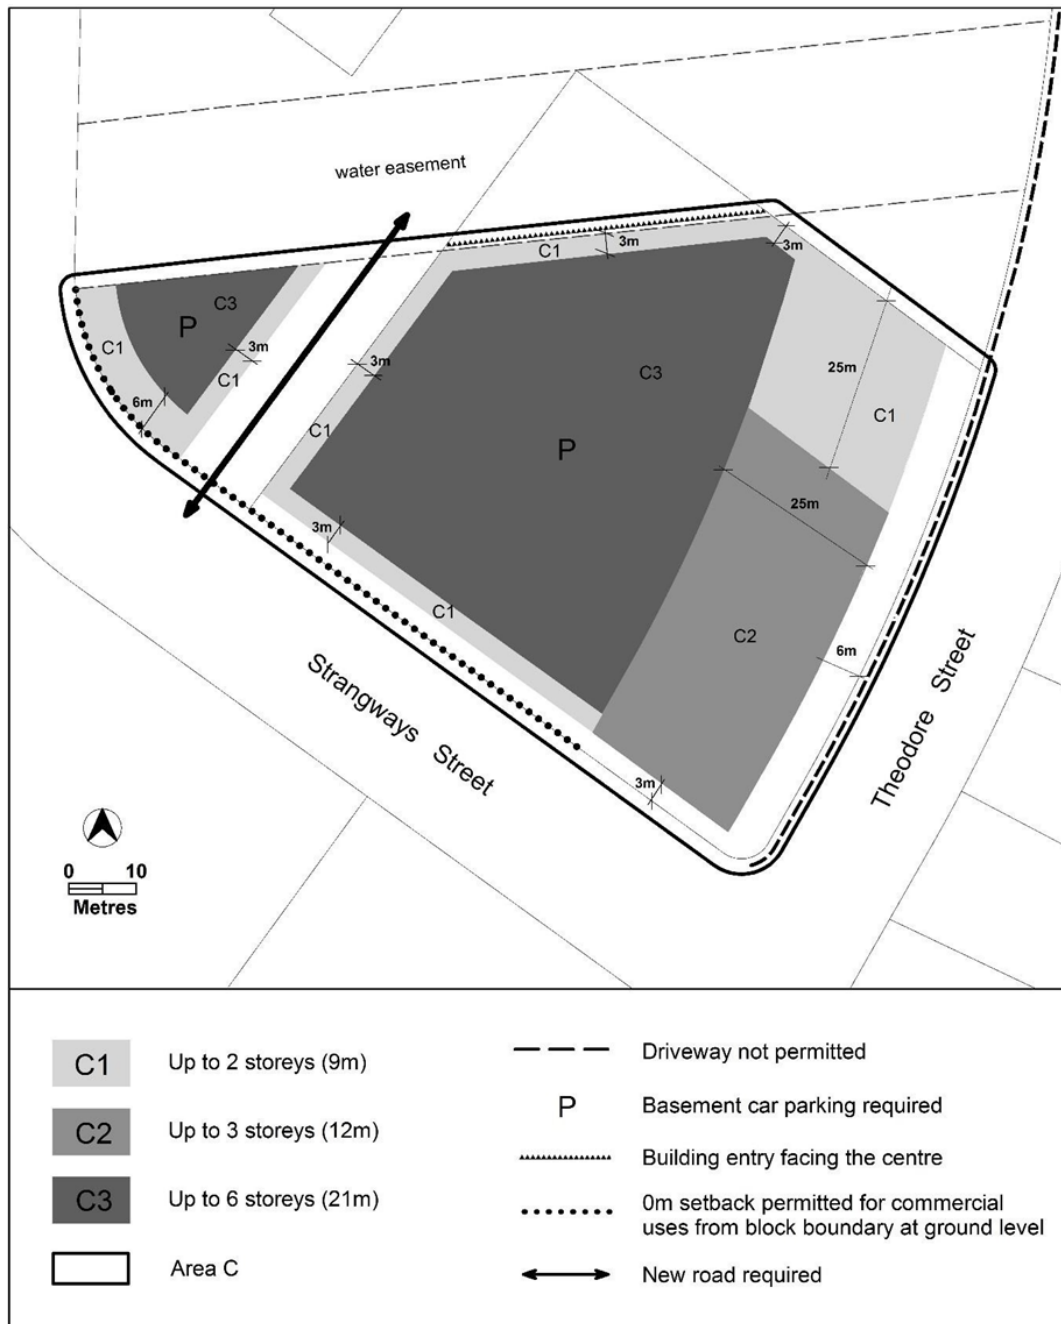 water easement
C1
3m
3m
C3
P
C1
3m
C1
6m
3m
C3
25m
C1
C1
P
25m
3m
C1
C2
6m
Strangways Street
Theodore Street
3m
0 10
Metres
C1 Up to 2 storeys (9m)
C2 Up to 3 storeys (12m)
C3 Up to 6 storeys (21m)
Area C
Driveway not permitted
P Basement car parking required
Building entry facing the centre
0m setback permitted for commercial
uses from block boundary at ground level
New road required